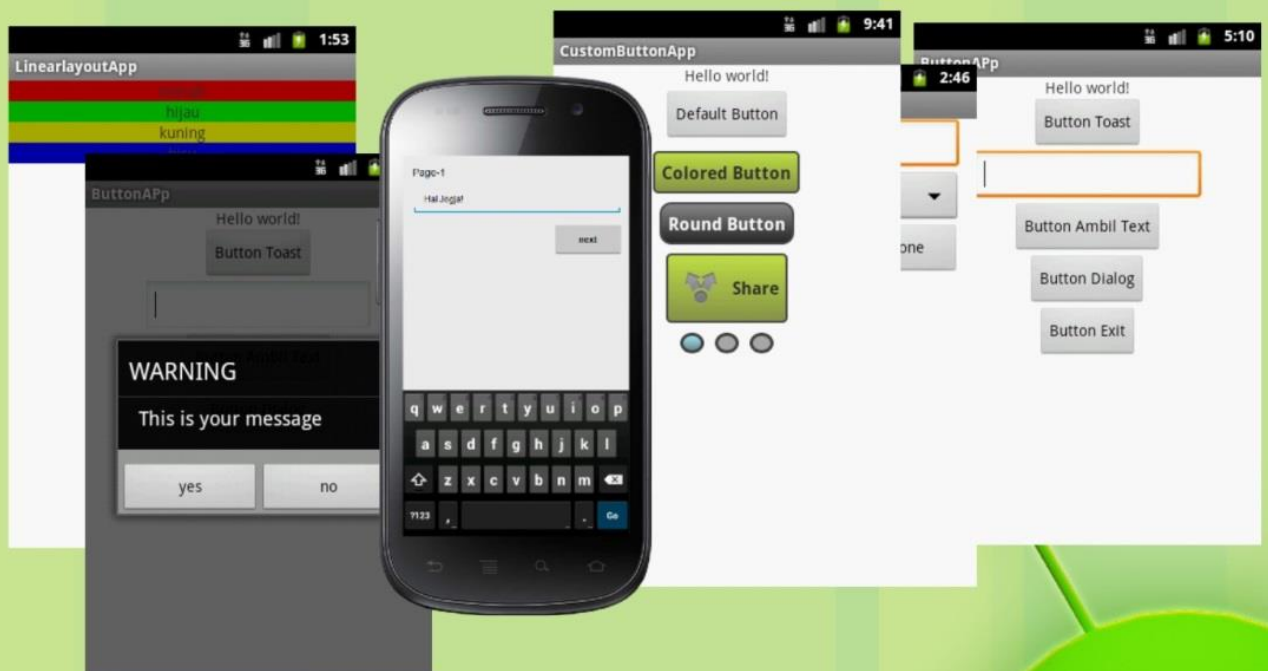 1:53
LinearlayoutApp
hijau
kuning
ButtonAPp
Hello world!
Button Toast
WARNING
This is your message
yes
no
Page-1
Hai Jogja!
next
q w e r t y u i o p
a s d f g h j k l
z x c v b n m
?123 , . Go
9:41
CustomButtonApp
Hello world!
Default Button
Colored Button
Round Button
Share
2:46
one
5:10
ButtonAPp
Hello world!
Button Toast
Button Ambil Text
Button Dialog
Button Exit